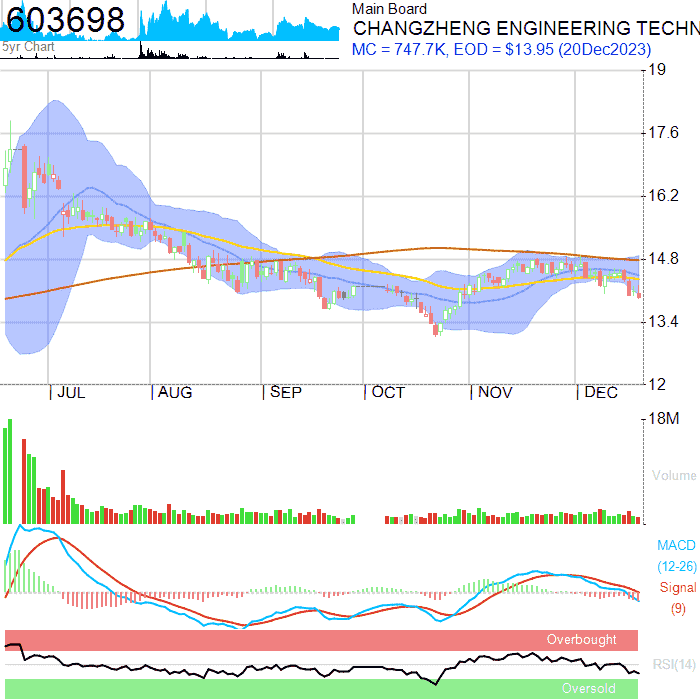 603698
5yr Chart
Main Board
CHANGZHENG ENGINEERING TECHN
MC = 747.7K, EOD = $13.95 (20Dec2023)
19
17.6
16.2
14.8
13.4
12
JUL
AUG
SEP
OCT
NOV
DEC
18M
Volume
MACD
(12-26)
Signal
(9)
Overbought
RSI(14)
Oversold